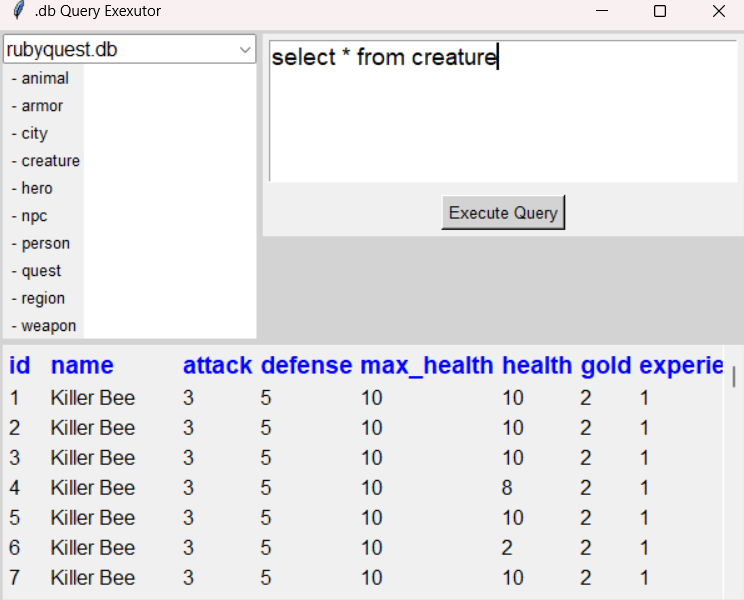 .db Query Exexutor
rubyquest.db
- animal
- armor
- city
- creature
- hero
- npc
- person
- quest
- region
- weapon
select * from creature
Execute Query
id name attack defense max_health health gold experie
1 Killer Bee 3 5 10 10 2 1
2 Killer Bee 3 5 10 10 2 1
3 Killer Bee 3 5 10 10 2 1
4 Killer Bee 3 5 10 8 2 1
5 Killer Bee 3 5 10 10 2 1
6 Killer Bee 3 5 10 2 2 1
7 Killer Bee 3 5 10 10 2 1